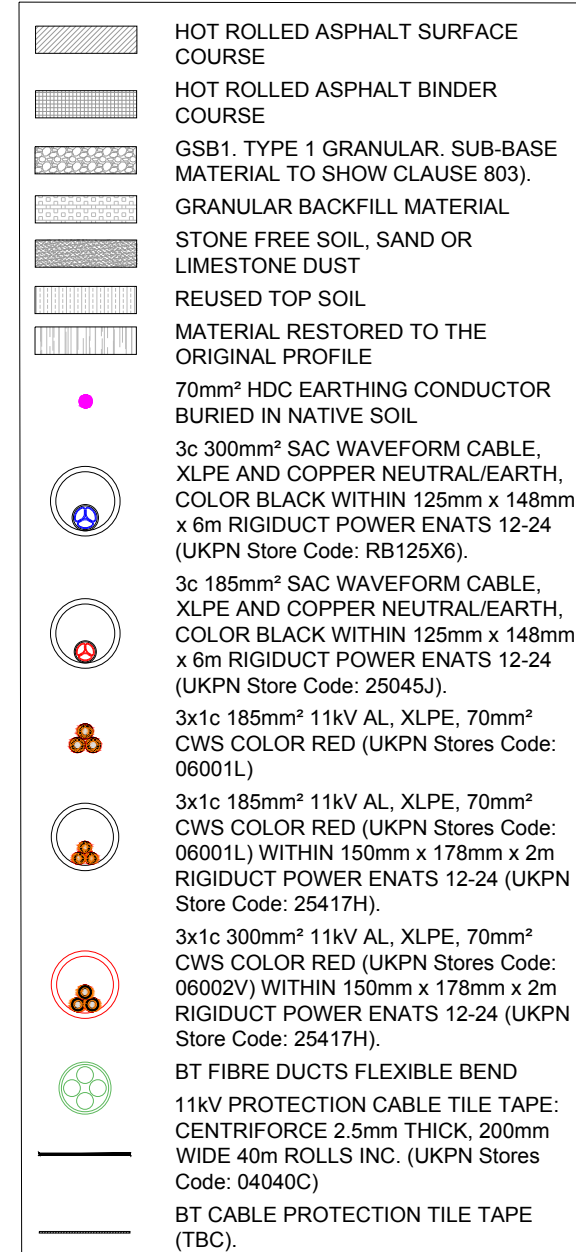 HOT ROLLED ASPHALT SURFACE
COURSE
HOT ROLLED ASPHALT BINDER
COURSE
GSB1. TYPE 1 GRANULAR. SUB-BASE
MATERIAL TO SHOW CLAUSE 803).
GRANULAR BACKFILL MATERIAL
STONE FREE SOIL, SAND OR
LIMESTONE DUST
REUSED TOP SOIL
MATERIAL RESTORED TO THE
ORIGINAL PROFILE
70mm² HDC EARTHING CONDUCTOR
BURIED IN NATIVE SOIL
3c 300mm² SAC WAVEFORM CABLE,
XLPE AND COPPER NEUTRAL/EARTH,
COLOR BLACK WITHIN 125mm x 148mm
x 6m RIGIDUCT POWER ENATS 12-24
(UKPN Store Code: RB125X6).
3c 185mm² SAC WAVEFORM CABLE,
XLPE AND COPPER NEUTRAL/EARTH,
COLOR BLACK WITHIN 125mm x 148mm
x 6m RIGIDUCT POWER ENATS 12-24
(UKPN Store Code: 25045J).
3x1c 185mm² 11kV AL, XLPE, 70mm²
CWS COLOR RED (UKPN Stores Code:
06001L)
3x1c 185mm² 11kV AL, XLPE, 70mm²
CWS COLOR RED (UKPN Stores Code:
06001L) WITHIN 150mm x 178mm x 2m
RIGIDUCT POWER ENATS 12-24 (UKPN
Store Code: 25417H).
3x1c 300mm² 11kV AL, XLPE, 70mm²
CWS COLOR RED (UKPN Stores Code:
06002V) WITHIN 150mm x 178mm x 2m
RIGIDUCT POWER ENATS 12-24 (UKPN
Store Code: 25417H).
BT FIBRE DUCTS FLEXIBLE BEND
11kV PROTECTION CABLE TILE TAPE:
CENTRIFORCE 2.5mm THICK, 200mm
WIDE 40m ROLLS INC. (UKPN Stores
Code: 04040C)
BT CABLE PROTECTION TILE TAPE
(TBC).